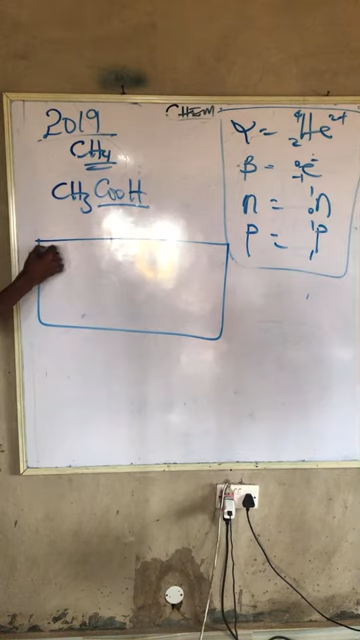 CHEM
2019
CH₄
CH₃COOH
α = ⁴₂He²⁺
β = ⁰₋₁e⁻
n = ¹₀n
P = ¹₁P